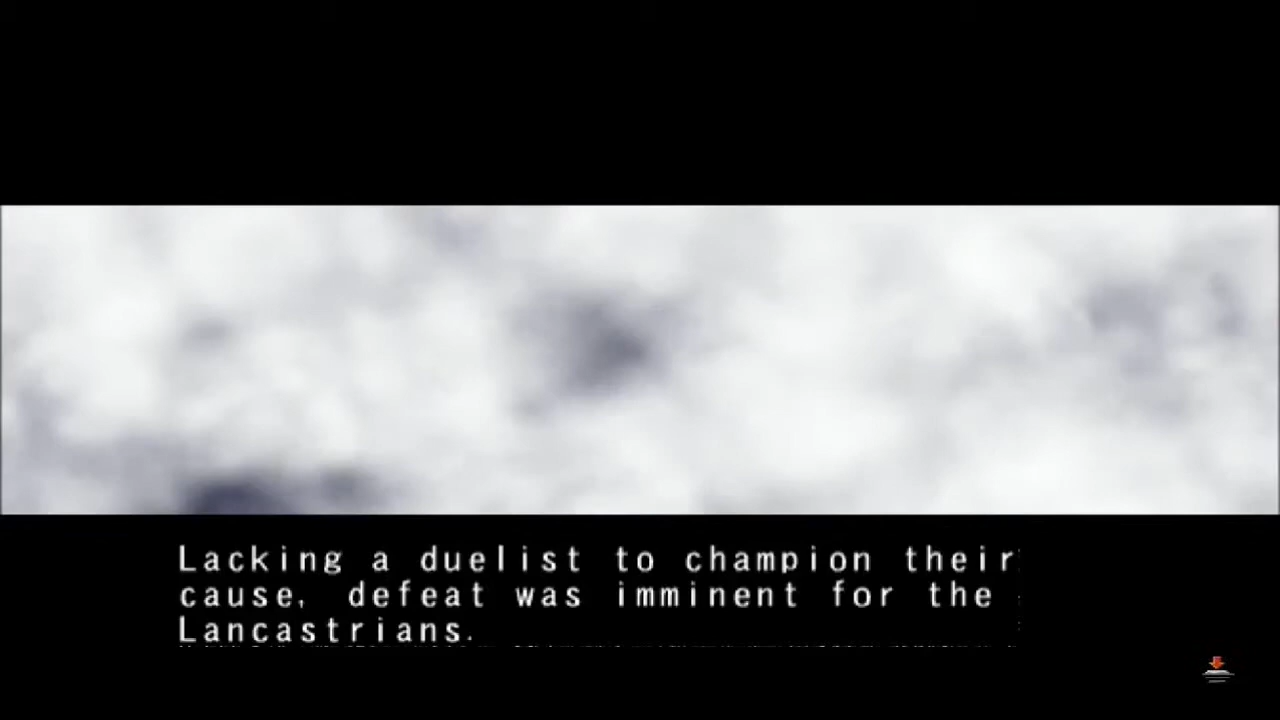 Lacking a duelist to champion their
cause, defeat was imminent for the
Lancastrians.